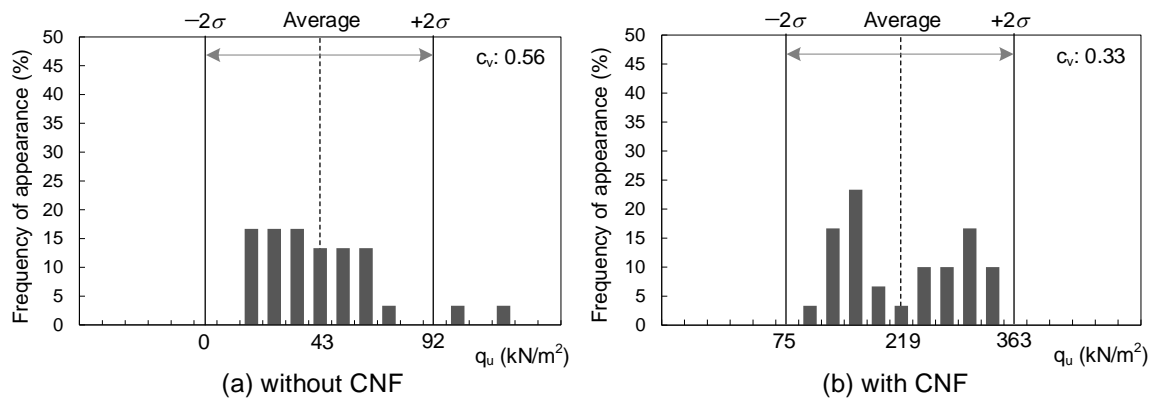 −2σ Average +2σ
50
45
40
35
30
25
20
15
10
5
0
Frequency of appearance (%)
cᵥ: 0.56
0 43 92 qᵤ (kN/m²)
(a) without CNF
−2σ Average +2σ
50
45
40
35
30
25
20
15
10
5
0
Frequency of appearance (%)
cᵥ: 0.33
75 219 363 qᵤ (kN/m²)
(b) with CNF